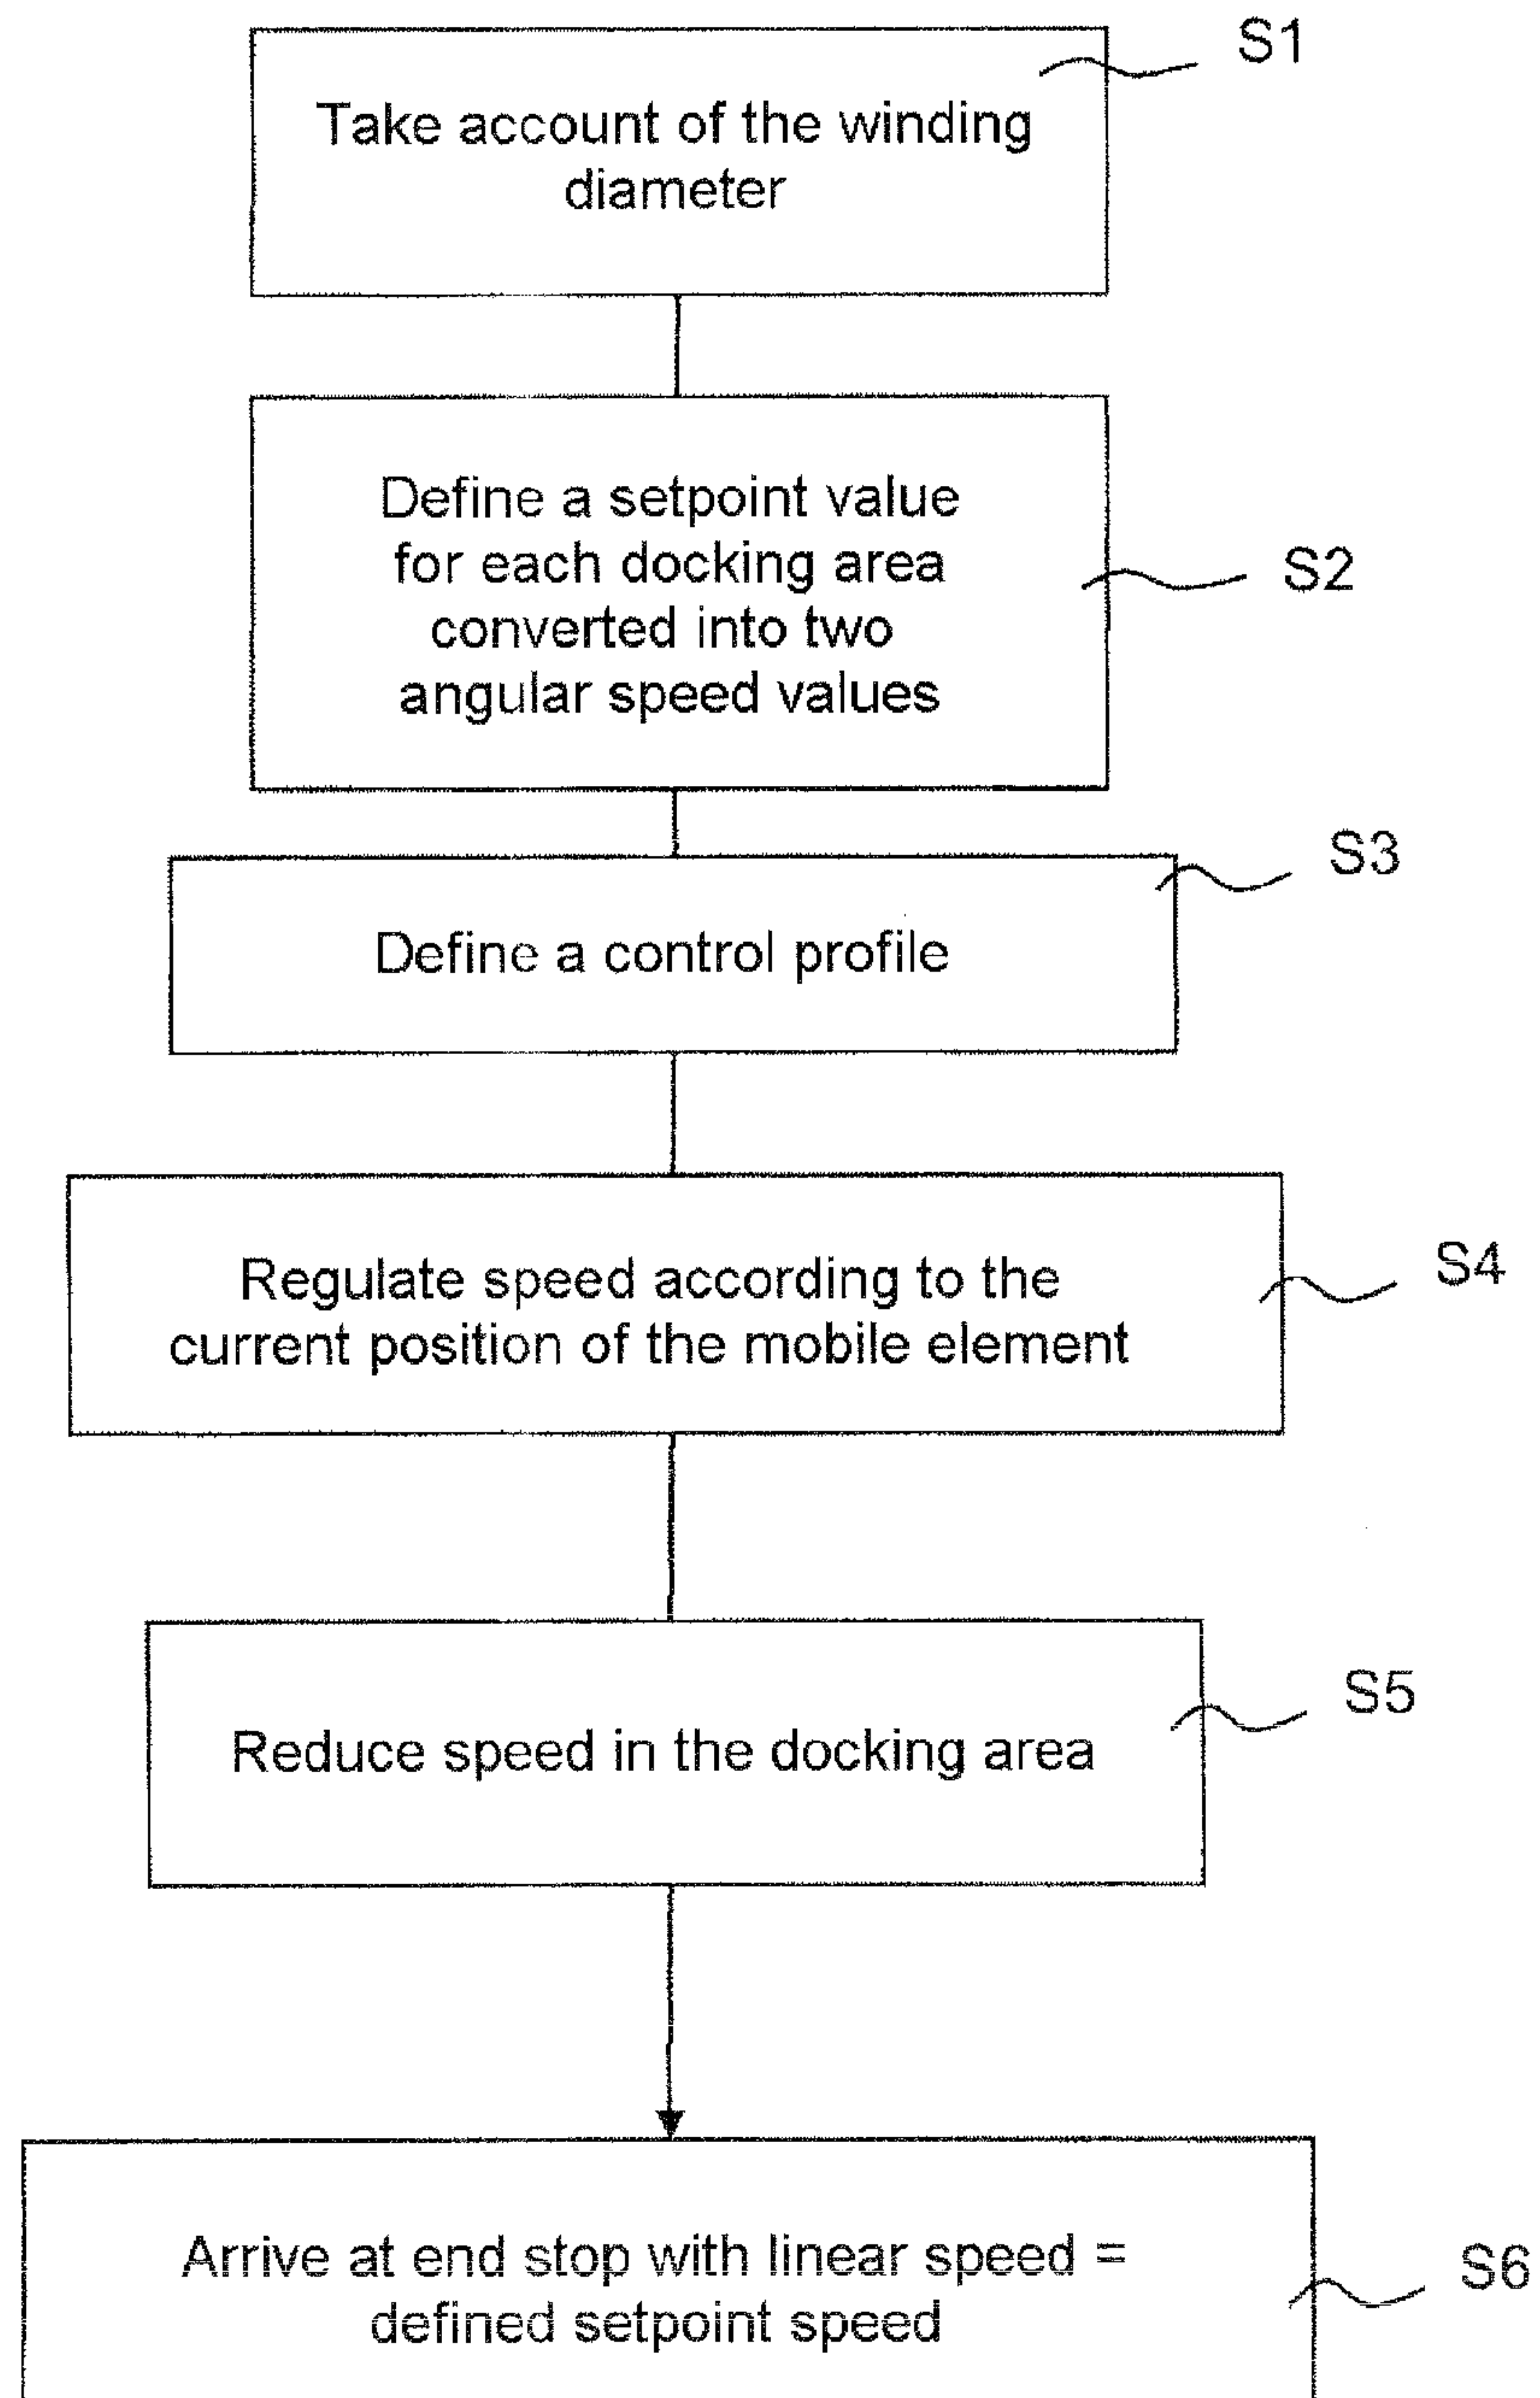 S1
Take account of the winding
diameter
Define a setpoint value
for each docking area
converted into two
angular speed values
S2
S3
Define a control profile
Regulate speed according to the
current position of the mobile element
S4
S5
Reduce speed in the docking area
Arrive at end stop with linear speed =
defined setpoint speed
S6